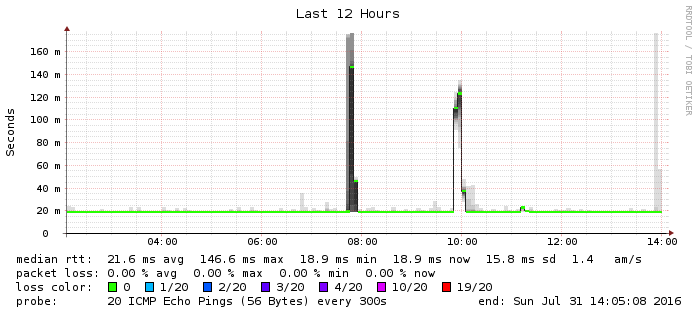 Last 12 Hours
RRDTOOL / TOBI OETIKER
Seconds
160 m
140 m
120 m
100 m
80 m
60 m
40 m
20 m
0
04:00 06:00 08:00 10:00 12:00 14:00
median rtt: 21.6 ms avg 146.6 ms max 18.9 ms min 18.9 ms now 15.8 ms sd 1.4 am/s
packet loss: 0.00 % avg 0.00 % max 0.00 % min 0.00 % now
loss color: 0 1/20 2/20 3/20 4/20 10/20 19/20
probe: 20 ICMP Echo Pings (56 Bytes) every 300s end: Sun Jul 31 14:05:08 2016